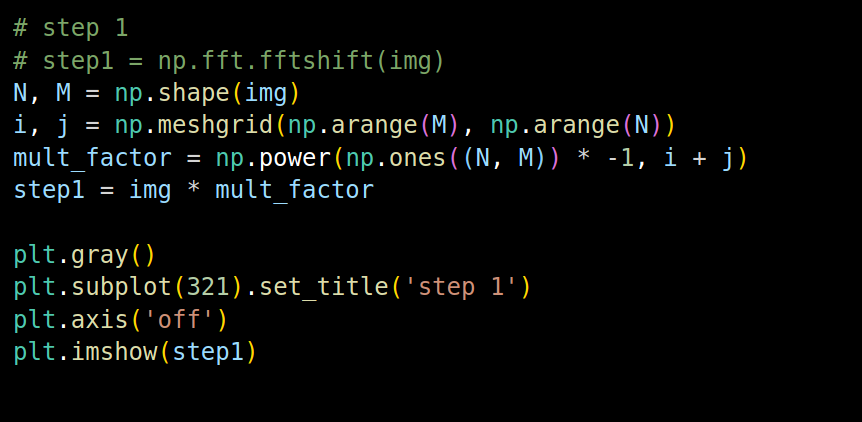 # step 1
# step1 = np.fft.fftshift(img)
N, M = np.shape(img)
i, j = np.meshgrid(np.arange(M), np.arange(N))
mult_factor = np.power(np.ones((N, M)) * -1, i + j)
step1 = img * mult_factor

plt.gray()
plt.subplot(321).set_title('step 1')
plt.axis('off')
plt.imshow(step1)